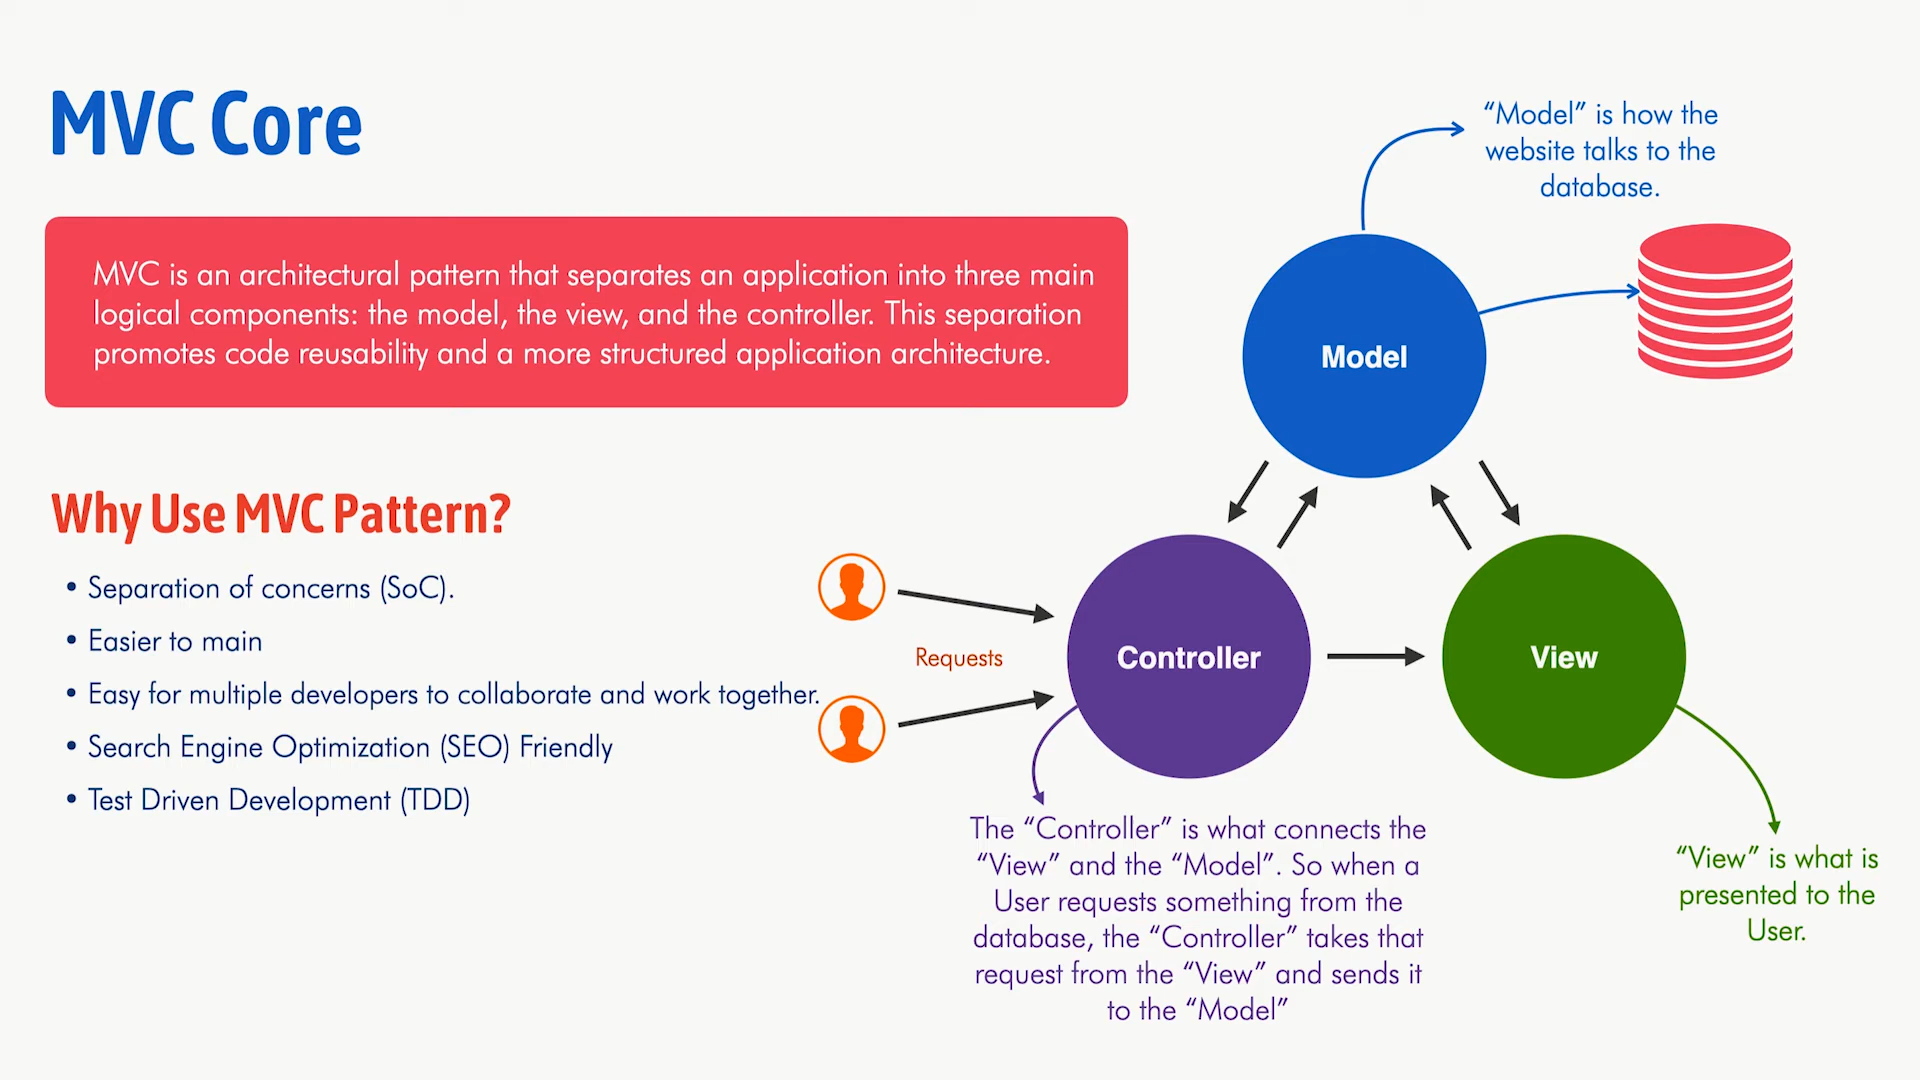 MVC Core
MVC is an architectural pattern that separates an application into three main
logical components: the model, the view, and the controller. This separation
promotes code reusability and a more structured application architecture.
Why Use MVC Pattern?
• Separation of concerns (SoC).
• Easier to main
• Easy for multiple developers to collaborate and work together.
• Search Engine Optimization (SEO) Friendly
• Test Driven Development (TDD)
“Model” is how the
website talks to the
database.
Model
Requests
Controller
View
The “Controller” is what connects the
“View” and the “Model”. So when a
User requests something from the
database, the “Controller” takes that
request from the “View” and sends it
to the “Model”
“View” is what is
presented to the
User.